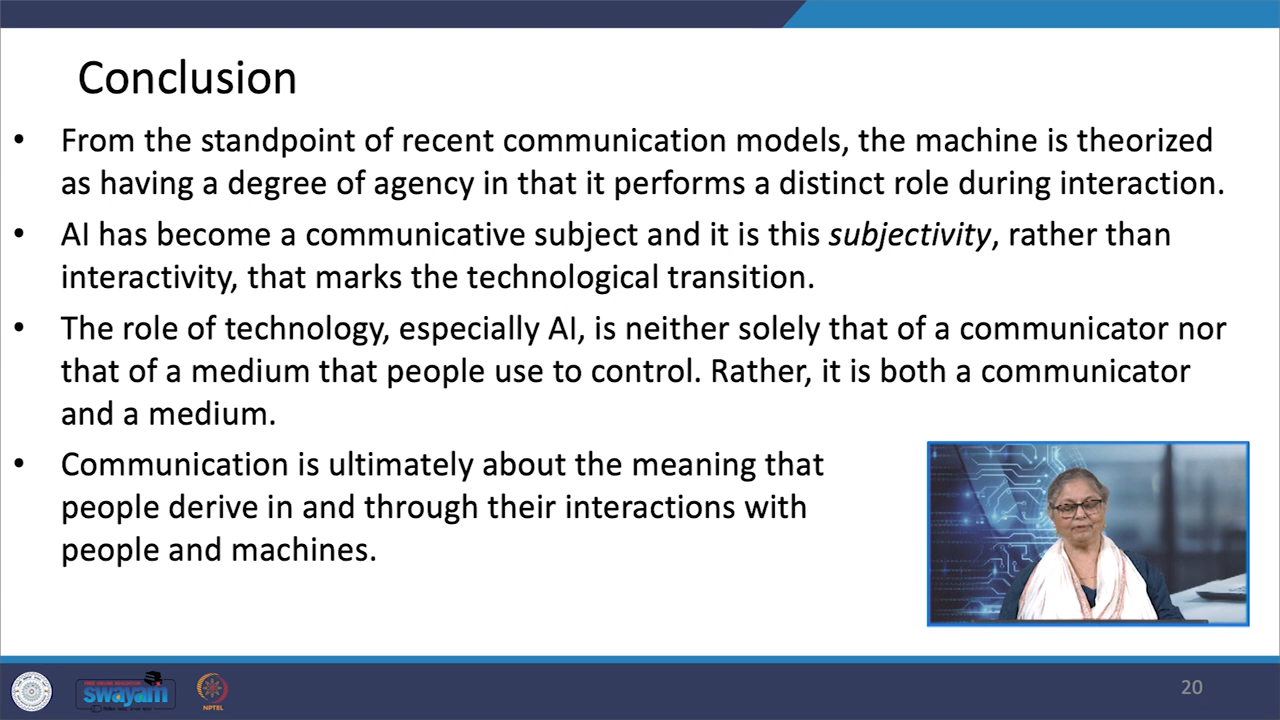 Conclusion
• From the standpoint of recent communication models, the machine is theorized
as having a degree of agency in that it performs a distinct role during interaction.
• AI has become a communicative subject and it is this subjectivity, rather than
interactivity, that marks the technological transition.
• The role of technology, especially AI, is neither solely that of a communicator nor
that of a medium that people use to control. Rather, it is both a communicator
and a medium.
• Communication is ultimately about the meaning that
people derive in and through their interactions with
people and machines.
FREE ONLINE EDUCATION
swayam
NPTEL
20